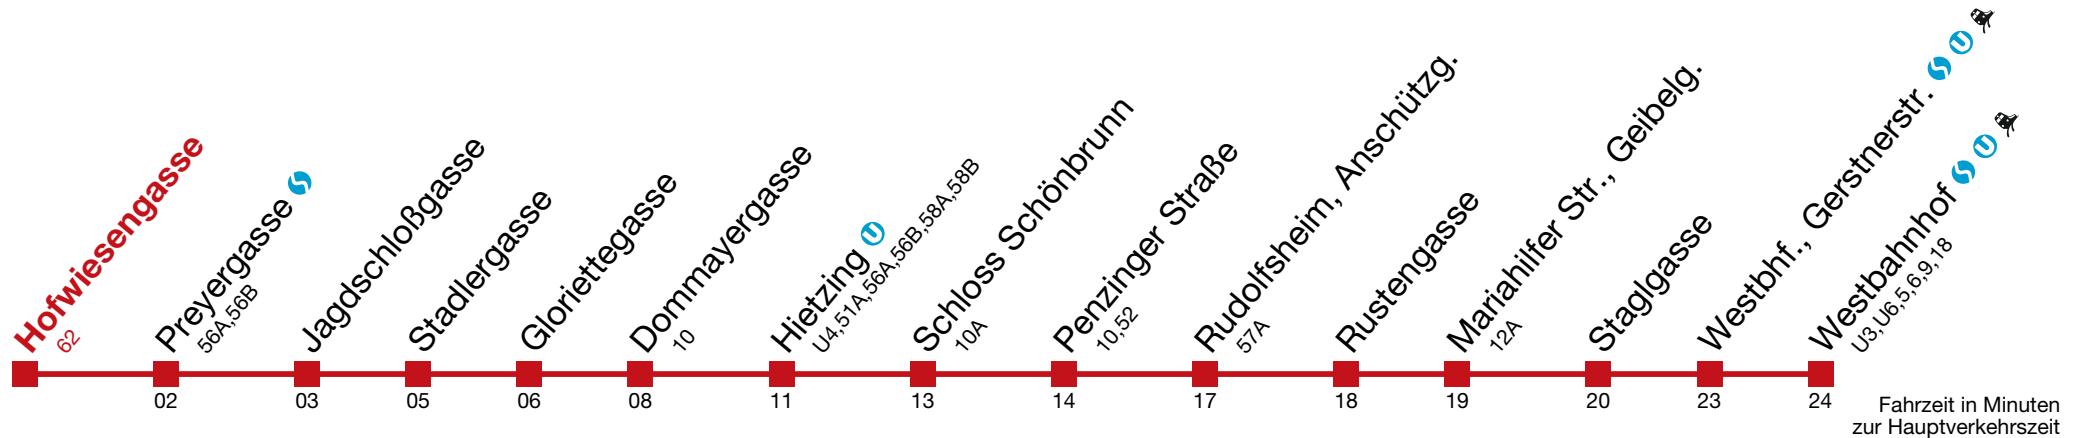 Hofwiesengasse
62
Preyergasse
56A,56B
Jagdschloßgasse
Stadlergasse
Gloriettegasse
Dommayergasse
10
Hietzing U
U4,51A,56A,56B,58A,58B
Schloss Schönbrunn
10A
Penzinger Straße
10,52
Rudolfsheim, Anschützg.
57A
Rustengasse
Mariahilfer Str., Geibelg.
12A
Staglgasse
Westbhf., Gerstnerstr. S U
Westbahnhof S U
U3,U6,5,6,9,18
02 03 05 06 08 11 13 14 17 18 19 20 23 24
Fahrzeit in Minuten
zur Hauptverkehrszeit